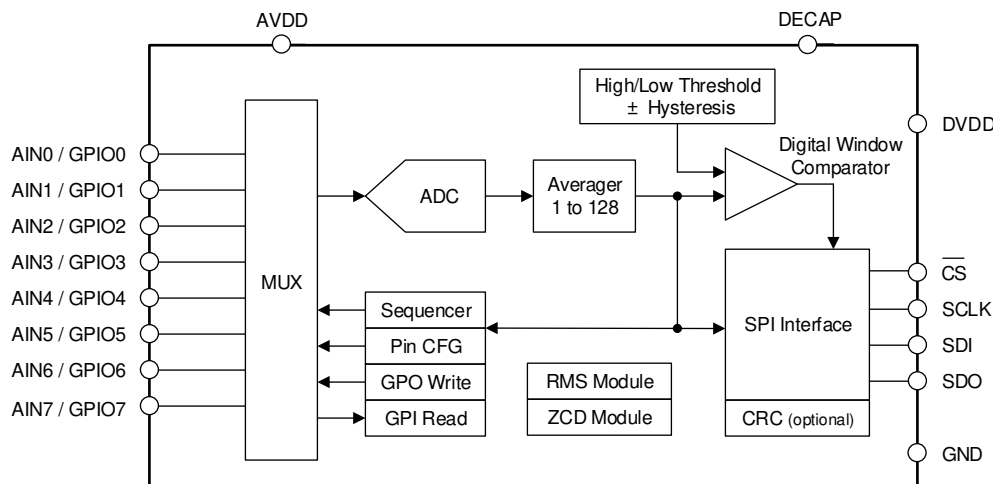 AVDD
DECAP
High/Low Threshold
± Hysteresis
DVDD
Digital Window
Comparator
AIN0 / GPIO0
AIN1 / GPIO1
AIN2 / GPIO2
AIN3 / GPIO3
AIN4 / GPIO4
AIN5 / GPIO5
AIN6 / GPIO6
AIN7 / GPIO7
MUX
ADC
Averager
1 to 128
Sequencer
Pin CFG
GPO Write
GPI Read
RMS Module
ZCD Module
SPI Interface
CRC (optional)
C̅S̅
SCLK
SDI
SDO
GND